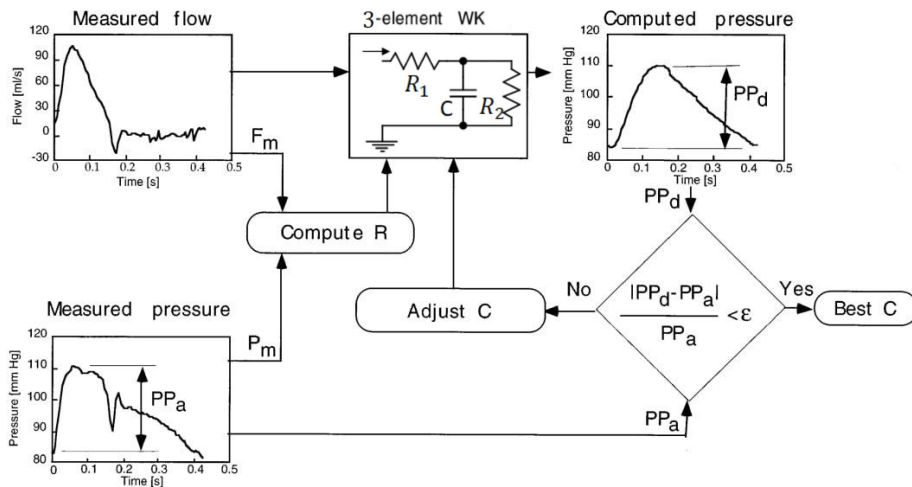 Measured flow
Flow [ml/s]
120
90
60
30
0
-30
0 0.1 0.2 0.3 0.4 0.5
Time [s]
F_m
3-element WK
R_1
C
R_2
Computed pressure
Pressure [mm Hg]
120
110
100
90
80
0 0.1 0.2 0.3 0.4 0.5
Time [s]
PP_d
PP_d
Compute R
Measured pressure
Pressure [mm Hg]
120
110
100
90
80
0 0.1 0.2 0.3 0.4 0.5
Time [s]
PP_a
P_m
Adjust C
No
|PP_d-PP_a|
PP_a
<ε
Yes
Best C
PP_a